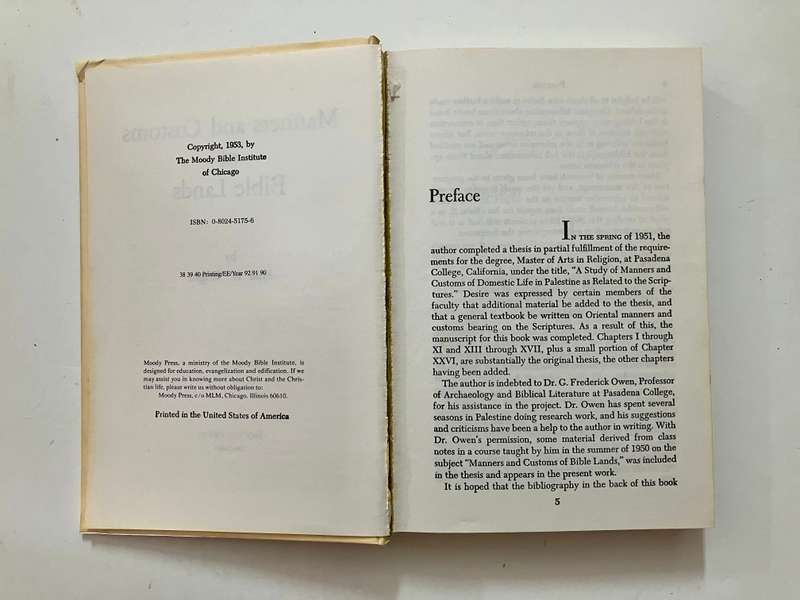 Copyright, 1953, by
The Moody Bible Institute
of Chicago
ISBN: 0-8024-5175-6
38 39 40 Printing/EE/Year 92 91 90
Moody Press, a ministry of the Moody Bible Institute, is
designed for education, evangelization and edification. If we
may assist you in knowing more about Christ and the Chris-
tian life, please write us without obligation to:
Moody Press, c/o MLM, Chicago, Illinois 60610.
Printed in the United States of America
Preface
IN THE SPRING of 1951, the
author completed a thesis in partial fulfillment of the require-
ments for the degree, Master of Arts in Religion, at Pasadena
College, California, under the title, "A Study of Manners and
Customs of Domestic Life in Palestine as Related to the Scrip-
tures." Desire was expressed by certain members of the
faculty that additional material be added to the thesis, and
that a general textbook be written on Oriental manners and
customs bearing on the Scriptures. As a result of this, the
manuscript for this book was completed. Chapters I through
XI and XIII through XVII, plus a small portion of Chapter
XXVI, are substantially the original thesis, the other chapters
having been added.
The author is indebted to Dr. G. Frederick Owen, Professor
of Archaeology and Biblical Literature at Pasadena College,
for his assistance in the project. Dr. Owen has spent several
seasons in Palestine doing research work, and his suggestions
and criticisms have been a help to the author in writing. With
Dr. Owen's permission, some material derived from class
notes in a course taught by him in the summer of 1950 on the
subject "Manners and Customs of Bible Lands," was included
in the thesis and appears in the present work.
It is hoped that the bibliography in the back of this book
5
Manners and Customs
Bible Lands